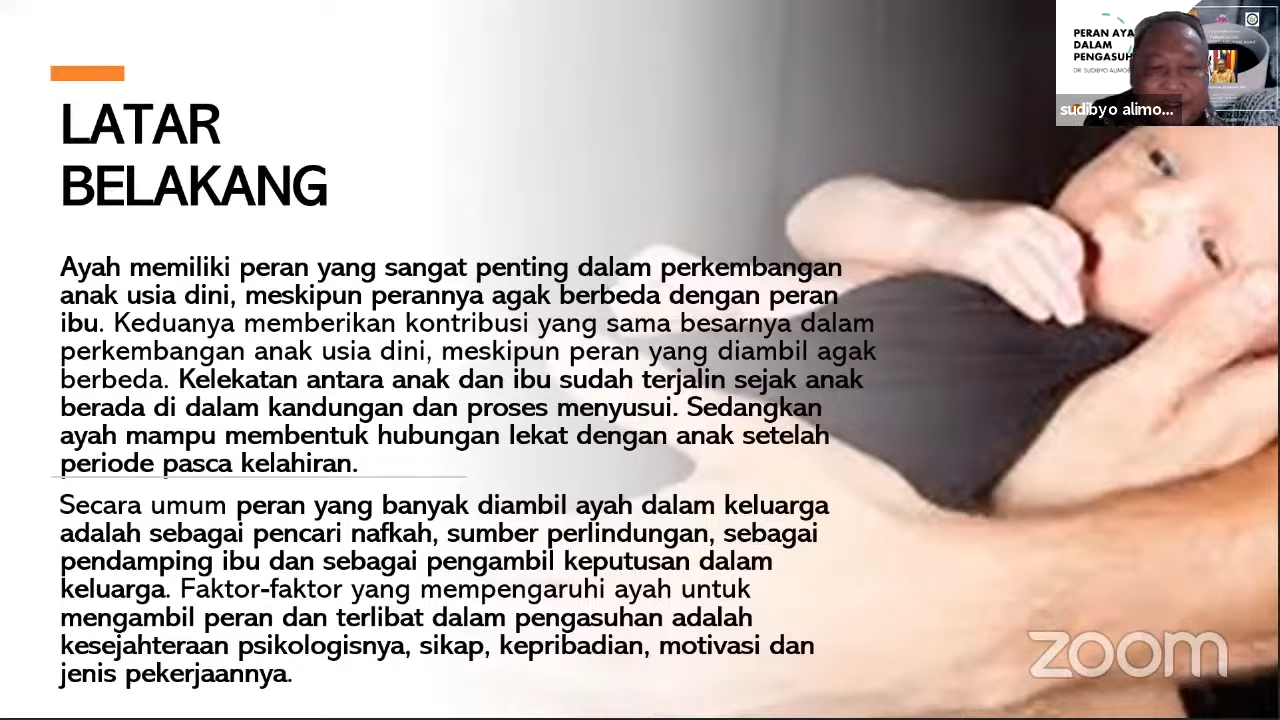 LATAR
BELAKANG
Ayah memiliki peran yang sangat penting dalam perkembangan
anak usia dini, meskipun perannya agak berbeda dengan peran
ibu. Keduanya memberikan kontribusi yang sama besarnya dalam
perkembangan anak usia dini, meskipun peran yang diambil agak
berbeda. Kelekatan antara anak dan ibu sudah terjalin sejak anak
berada di dalam kandungan dan proses menyusui. Sedangkan
ayah mampu membentuk hubungan lekat dengan anak setelah
periode pasca kelahiran.
Secara umum peran yang banyak diambil ayah dalam keluarga
adalah sebagai pencari nafkah, sumber perlindungan, sebagai
pendamping ibu dan sebagai pengambil keputusan dalam
keluarga. Faktor-faktor yang mempengaruhi ayah untuk
mengambil peran dan terlibat dalam pengasuhan adalah
kesejahteraan psikologisnya, sikap, kepribadian, motivasi dan
jenis pekerjaannya.
PERAN AYA
DALAM
PENGASUH
DR. SUDIBYO ALIMOE
sudibyo alimo...
zoom